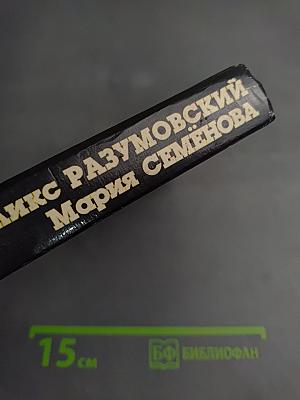 ликс РАЗУМОВСКИЙ
Мария СЕМЁНОВА
15 см
БФ БИБЛИОФАН